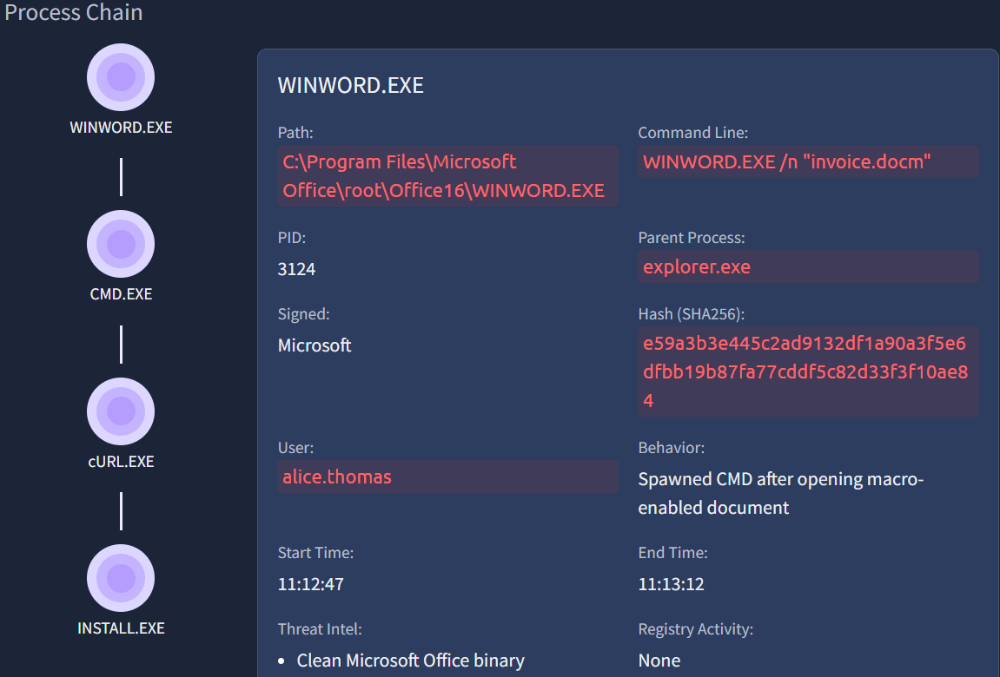 Process Chain
WINWORD.EXE
CMD.EXE
cURL.EXE
INSTALL.EXE
WINWORD.EXE
Path:
C:\Program Files\Microsoft
Office\root\Office16\WINWORD.EXE
Command Line:
WINWORD.EXE /n "invoice.docm"
PID:
3124
Parent Process:
explorer.exe
Signed:
Microsoft
Hash (SHA256):
e59a3b3e445c2ad9132df1a90a3f5e6
dfbb19b87fa77cddf5c82d33f3f10ae8
4
User:
alice.thomas
Behavior:
Spawned CMD after opening macro-
enabled document
Start Time:
11:12:47
End Time:
11:13:12
Threat Intel:
• Clean Microsoft Office binary
Registry Activity:
None